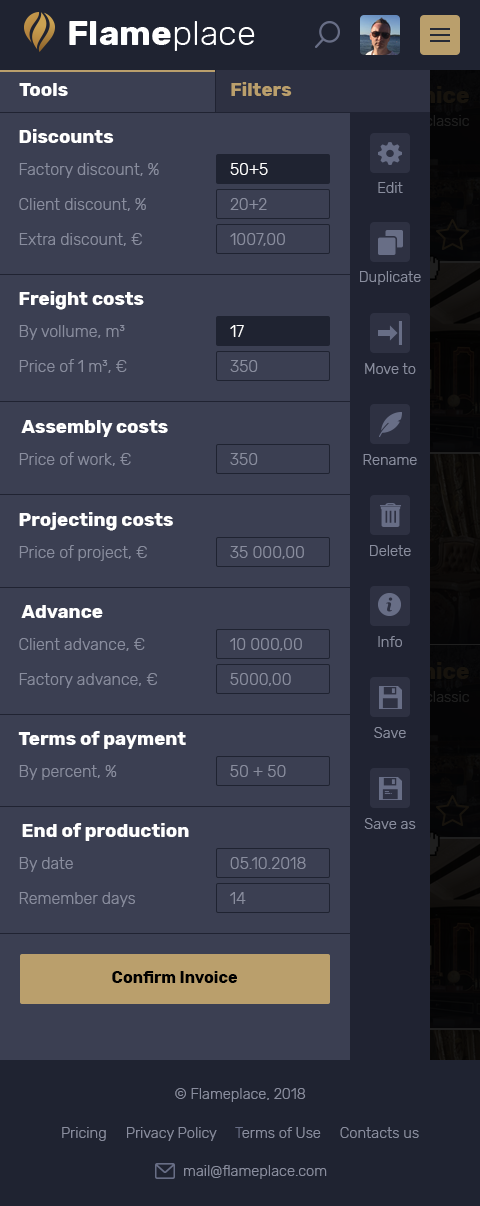 Flameplace
Tools
Filters
Discounts
Factory discount, %
50+5
Client discount, %
20+2
Extra discount, €
1007,00
Freight costs
By vollume, m³
17
Price of 1 m³, €
350
Assembly costs
Price of work, €
350
Projecting costs
Price of project, €
35 000,00
Advance
Client advance, €
10 000,00
Factory advance, €
5000,00
Terms of payment
By percent, %
50 + 50
End of production
By date
05.10.2018
Remember days
14
Confirm Invoice
Edit
Duplicate
Move to
Rename
Delete
Info
Save
Save as
classic
classic
© Flameplace, 2018
Pricing Privacy Policy Terms of Use Contacts us
mail@flameplace.com